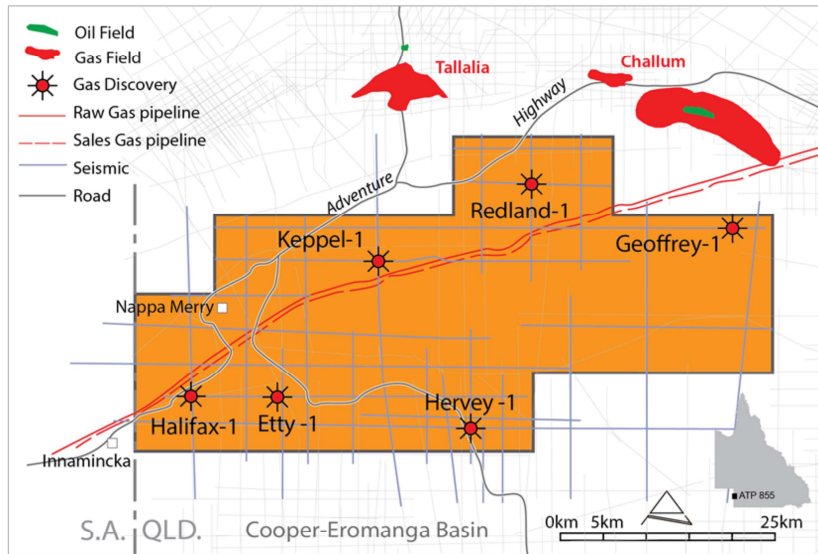 Oil Field
Gas Field
Gas Discovery
Raw Gas pipeline
Sales Gas pipeline
Seismic
Road
Tallalia
Challum
Highway
Adventure
Redland-1
Keppel-1
Geoffrey-1
Nappa Merry
Halifax-1
Etty -1
Hervey -1
Innamincka
ATP 855
S.A. QLD.
Cooper-Eromanga Basin
0km 5km 25km